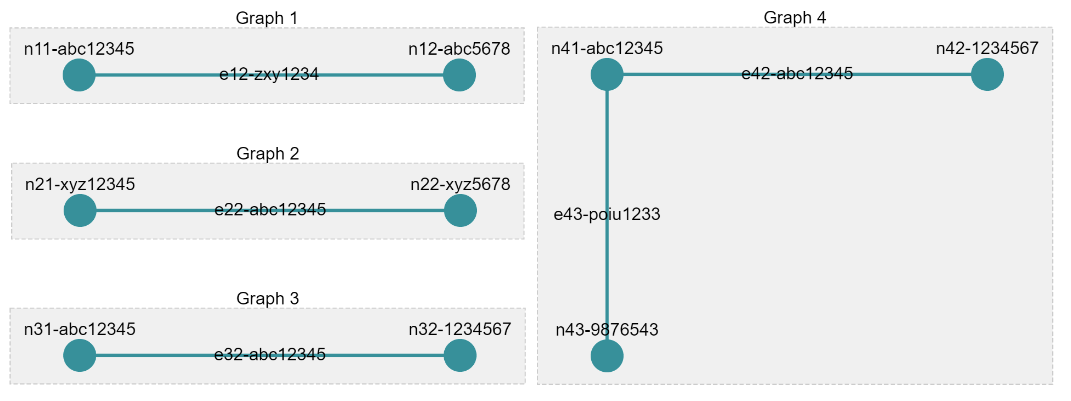 Graph 1
n11-abc12345
n12-abc5678
e12-zxy1234
Graph 2
n21-xyz12345
n22-xyz5678
e22-abc12345
Graph 3
n31-abc12345
n32-1234567
e32-abc12345
Graph 4
n41-abc12345
n42-1234567
e42-abc12345
e43-poiu1233
n43-9876543